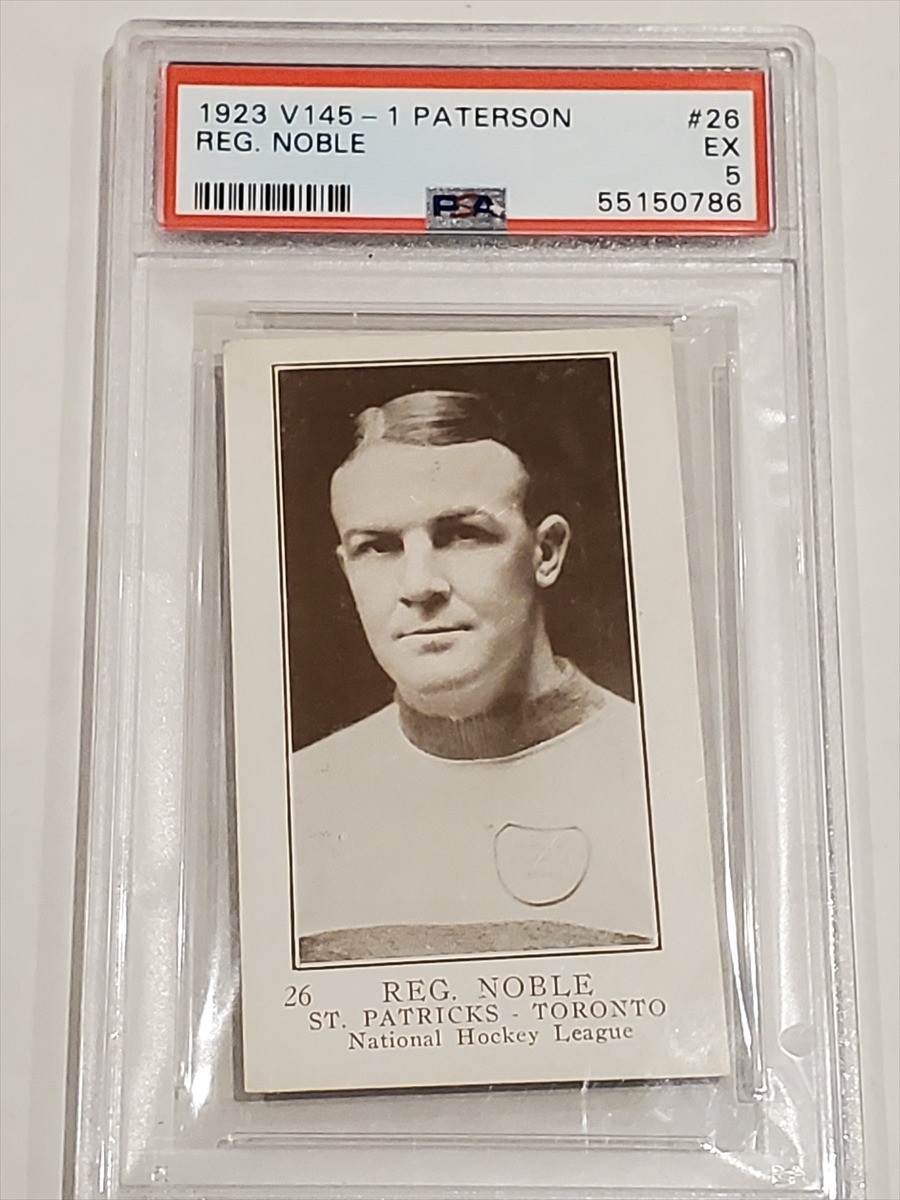 1923 V145-1 PATERSON #26
REG. NOBLE EX
5
55150786
PSA
26 REG. NOBLE
ST. PATRICKS - TORONTO
National Hockey League